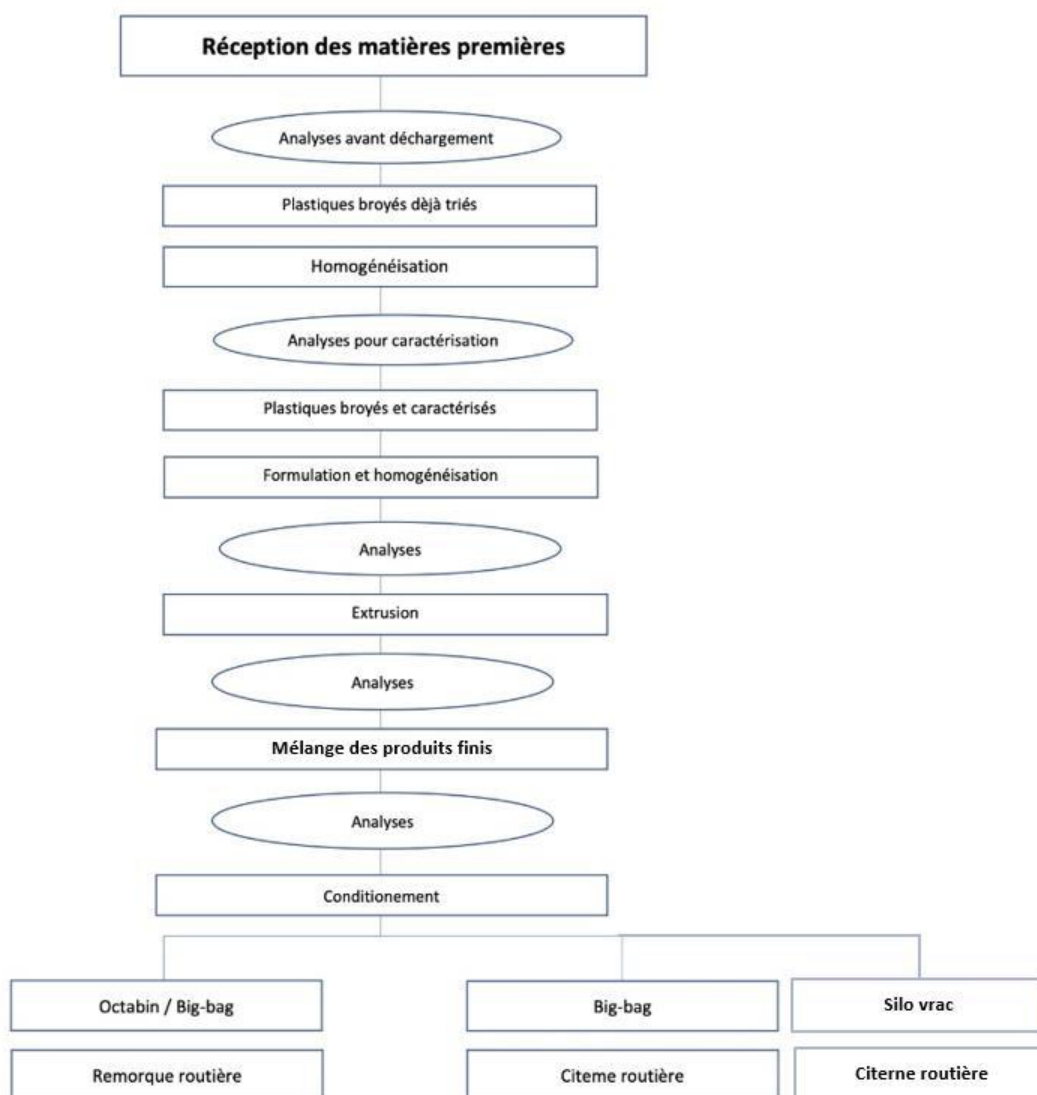 Réception des matières premières
Analyses avant déchargement
Plastiques broyés dèjà triés
Homogénéisation
Analyses pour caractérisation
Plastiques broyés et caractérisés
Formulation et homogénéisation
Analyses
Extrusion
Analyses
Mélange des produits finis
Analyses
Conditionement
Octabin / Big-bag
Big-bag
Silo vrac
Remorque routière
Citeme routière
Citerne routière